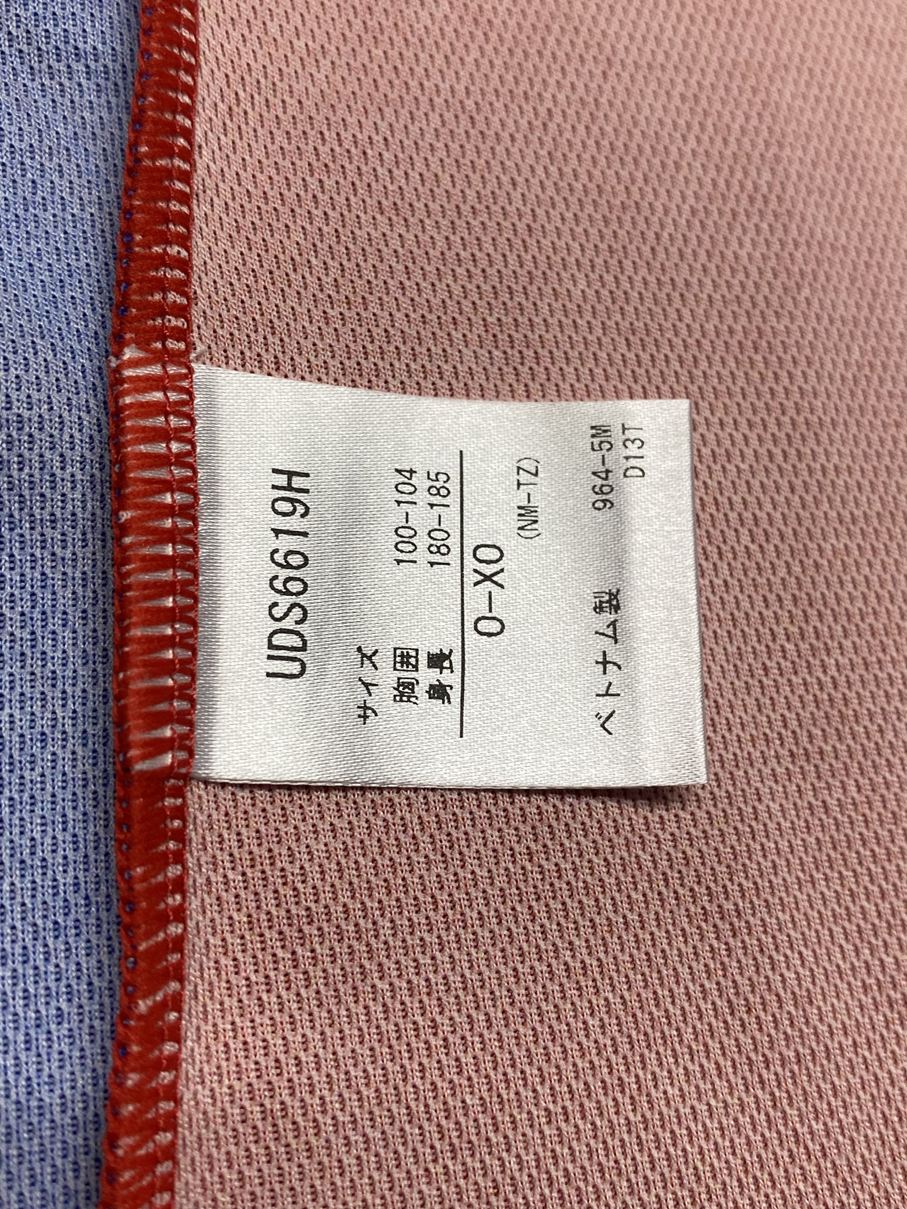 UDS6619H
サイズ
胸囲 100-104
身長 180-185
O-XO
(NM-TZ)
ベトナム製 964-5M
D13T